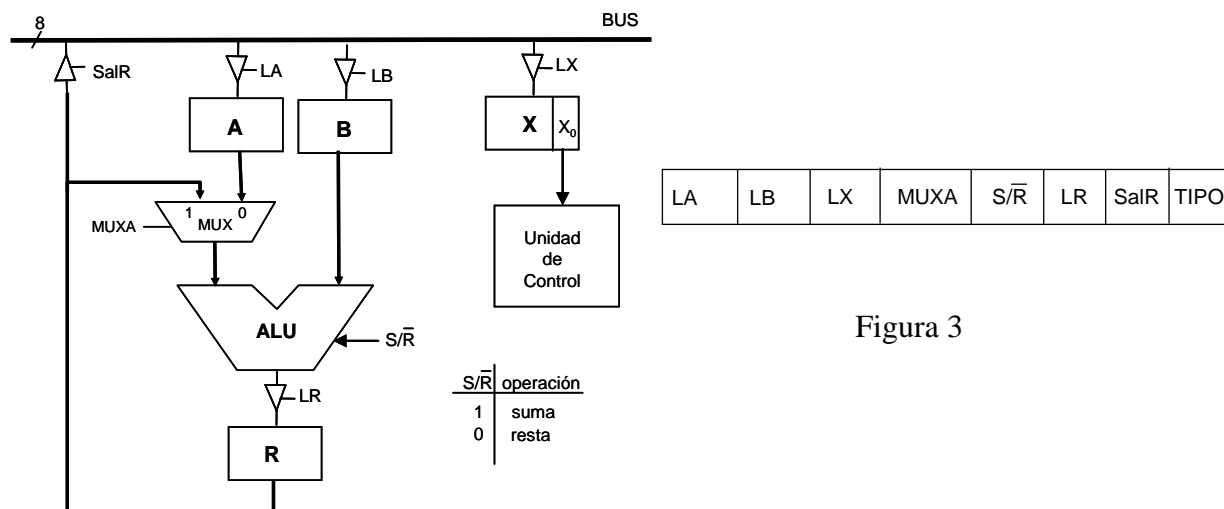 8
BUS
SalR
LA
LB
LX
A
B
X
X₀
1
0
MUX
MUXA
Unidad
de
Control
ALU
S/R̅
LR
R
S/R̅ operación
1 suma
0 resta
LA LB LX MUXA S/R̅ LR SalR TIPO
Figura 3